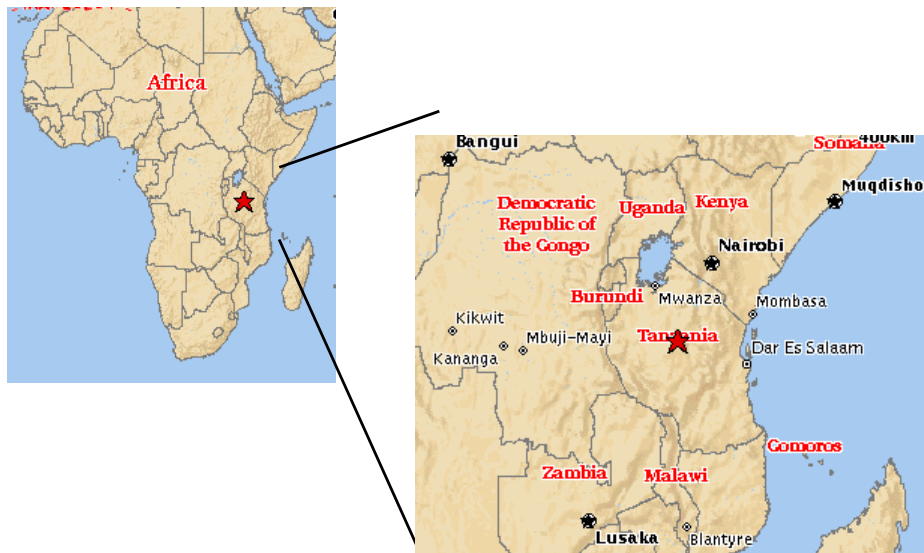 Africa
400km
Somalia
Bangui
Muqdisho
Democratic
Republic of
the Congo
Uganda
Kenya
Nairobi
Burundi
Mwanza
Mombasa
Kikwit
Mbuji-Mayi
Kananga
Tanzania
Dar Es Salaam
Comoros
Zambia
Malawi
Lusaka
Blantyre